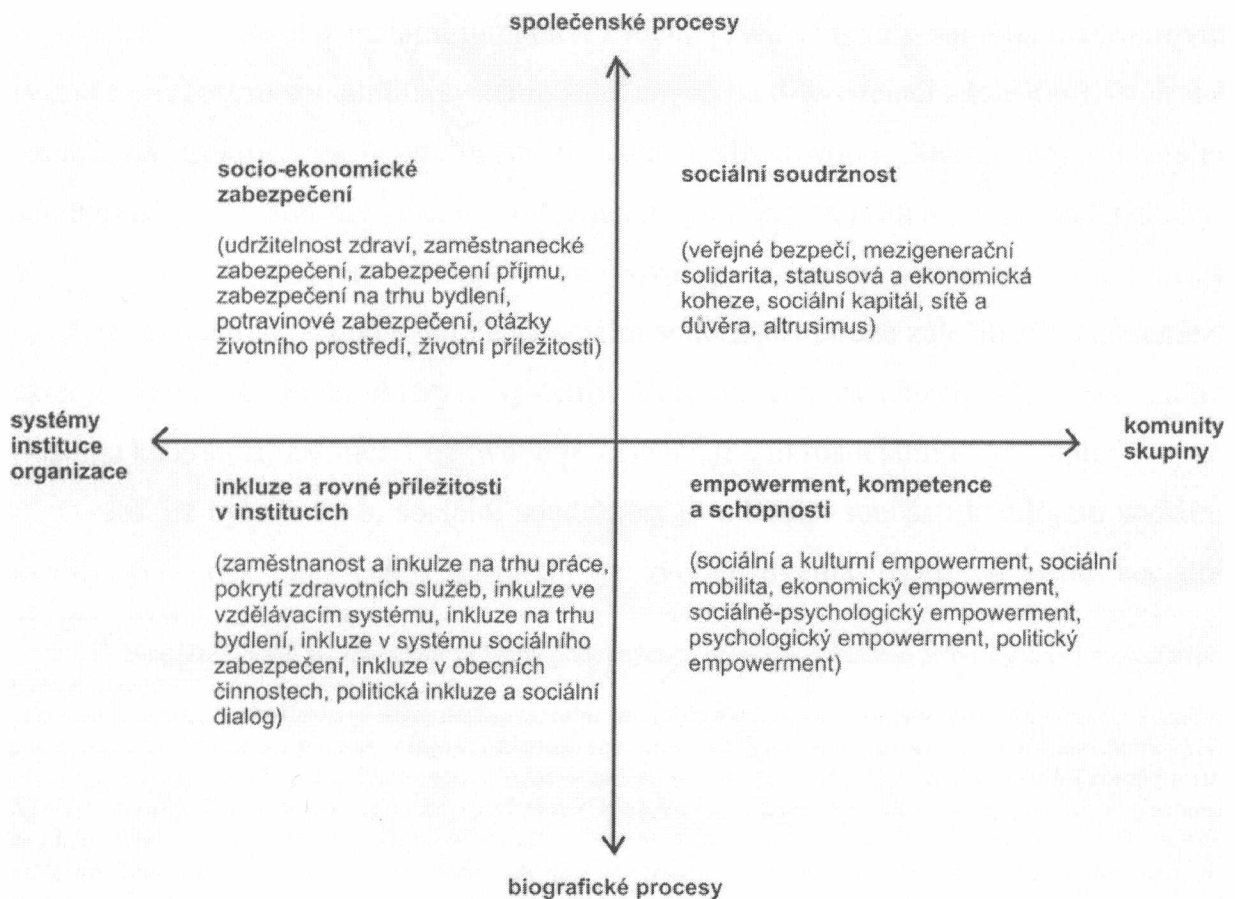 společenské procesy
socio-ekonomické
zabezpečení
(udržitelnost zdraví, zaměstnanecké
zabezpečení, zabezpečení příjmu,
zabezpečení na trhu bydlení,
potravinové zabezpečení, otázky
životního prostředí, životní příležitosti)
sociální soudržnost
(veřejné bezpečí, mezigenerační
solidarita, statusová a ekonomická
koheze, sociální kapitál, sítě a
důvěra, altrusimus)
systémy
instituce
organizace
komunity
skupiny
inkluze a rovné příležitosti
v institucích
(zaměstnanost a inkulze na trhu práce,
pokrytí zdravotních služeb, inkulze ve
vzdělávacím systému, inkluze na trhu
bydlení, inkluze v systému sociálního
zabezpečení, inkluze v obecních
činnostech, politická inkluze a sociální
dialog)
empowerment, kompetence
a schopnosti
(sociální a kulturní empowerment, sociální
mobilita, ekonomický empowerment,
sociálně-psychologický empowerment,
psychologický empowerment, politický
empowerment)
biografické procesy